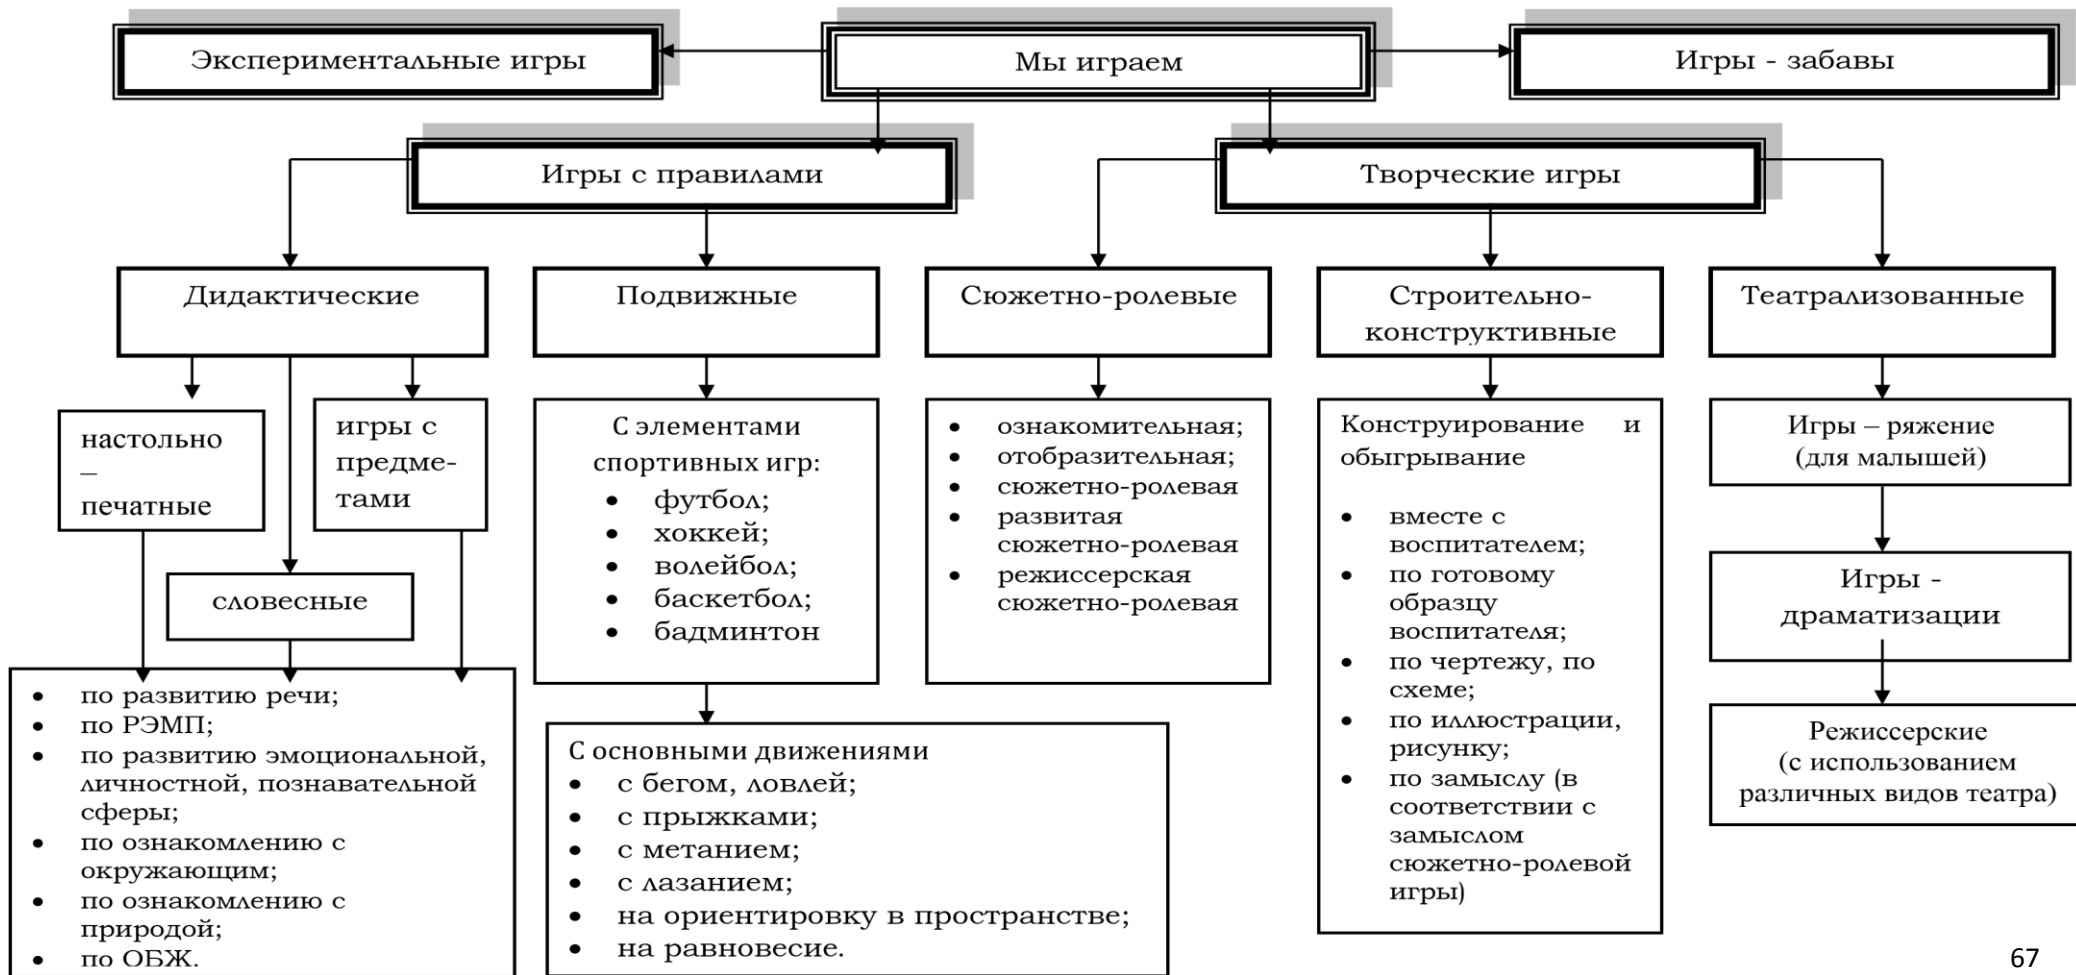 Экспериментальные игры
Мы играем
Игры - забавы
Игры с правилами
Творческие игры
Дидактические
Подвижные
Сюжетно-ролевые
Строительно-
конструктивные
Театрализованные
настольно
–
печатные
игры с
предме-
тами
словесные
• по развитию речи;
• по РЭМП;
• по развитию эмоциональной,
личностной, познавательной
сферы;
• по ознакомлению с
окружающим;
• по ознакомлению с
природой;
• по ОБЖ.
С элементами
спортивных игр:
• футбол;
• хоккей;
• волейбол;
• баскетбол;
• бадминтон
С основными движениями
• с бегом, ловлей;
• с прыжками;
• с метанием;
• с лазанием;
• на ориентировку в пространстве;
• на равновесие.
• ознакомительная;
• отобразительная;
• сюжетно-ролевая
• развитая
сюжетно-ролевая
• режиссерская
сюжетно-ролевая
Конструирование и
обыгрывание
• вместе с
воспитателем;
• по готовому
образцу
воспитателя;
• по чертежу, по
схеме;
• по иллюстрации,
рисунку;
• по замыслу (в
соответствии с
замыслом
сюжетно-ролевой
игры)
Игры – ряжение
(для малышей)
Игры -
драматизации
Режиссерские
(с использованием
различных видов театра)
67